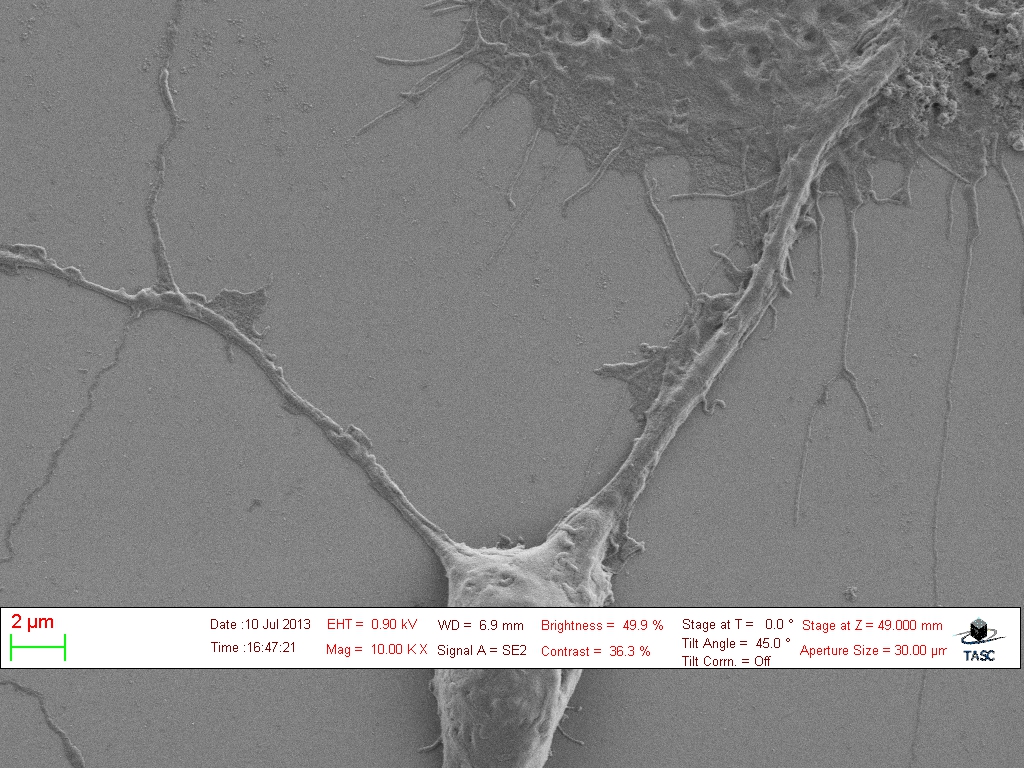 2 µm
Date :10 Jul 2013 EHT = 0.90 kV WD = 6.9 mm Brightness = 49.9 % Stage at T = 0.0 ° Stage at Z = 49.000 mm
Time :16:47:21 Mag = 10.00 K X Signal A = SE2 Contrast = 36.3 % Tilt Angle = 45.0 ° Aperture Size = 30.00 µm
Tilt Corrn. = Off
TASC